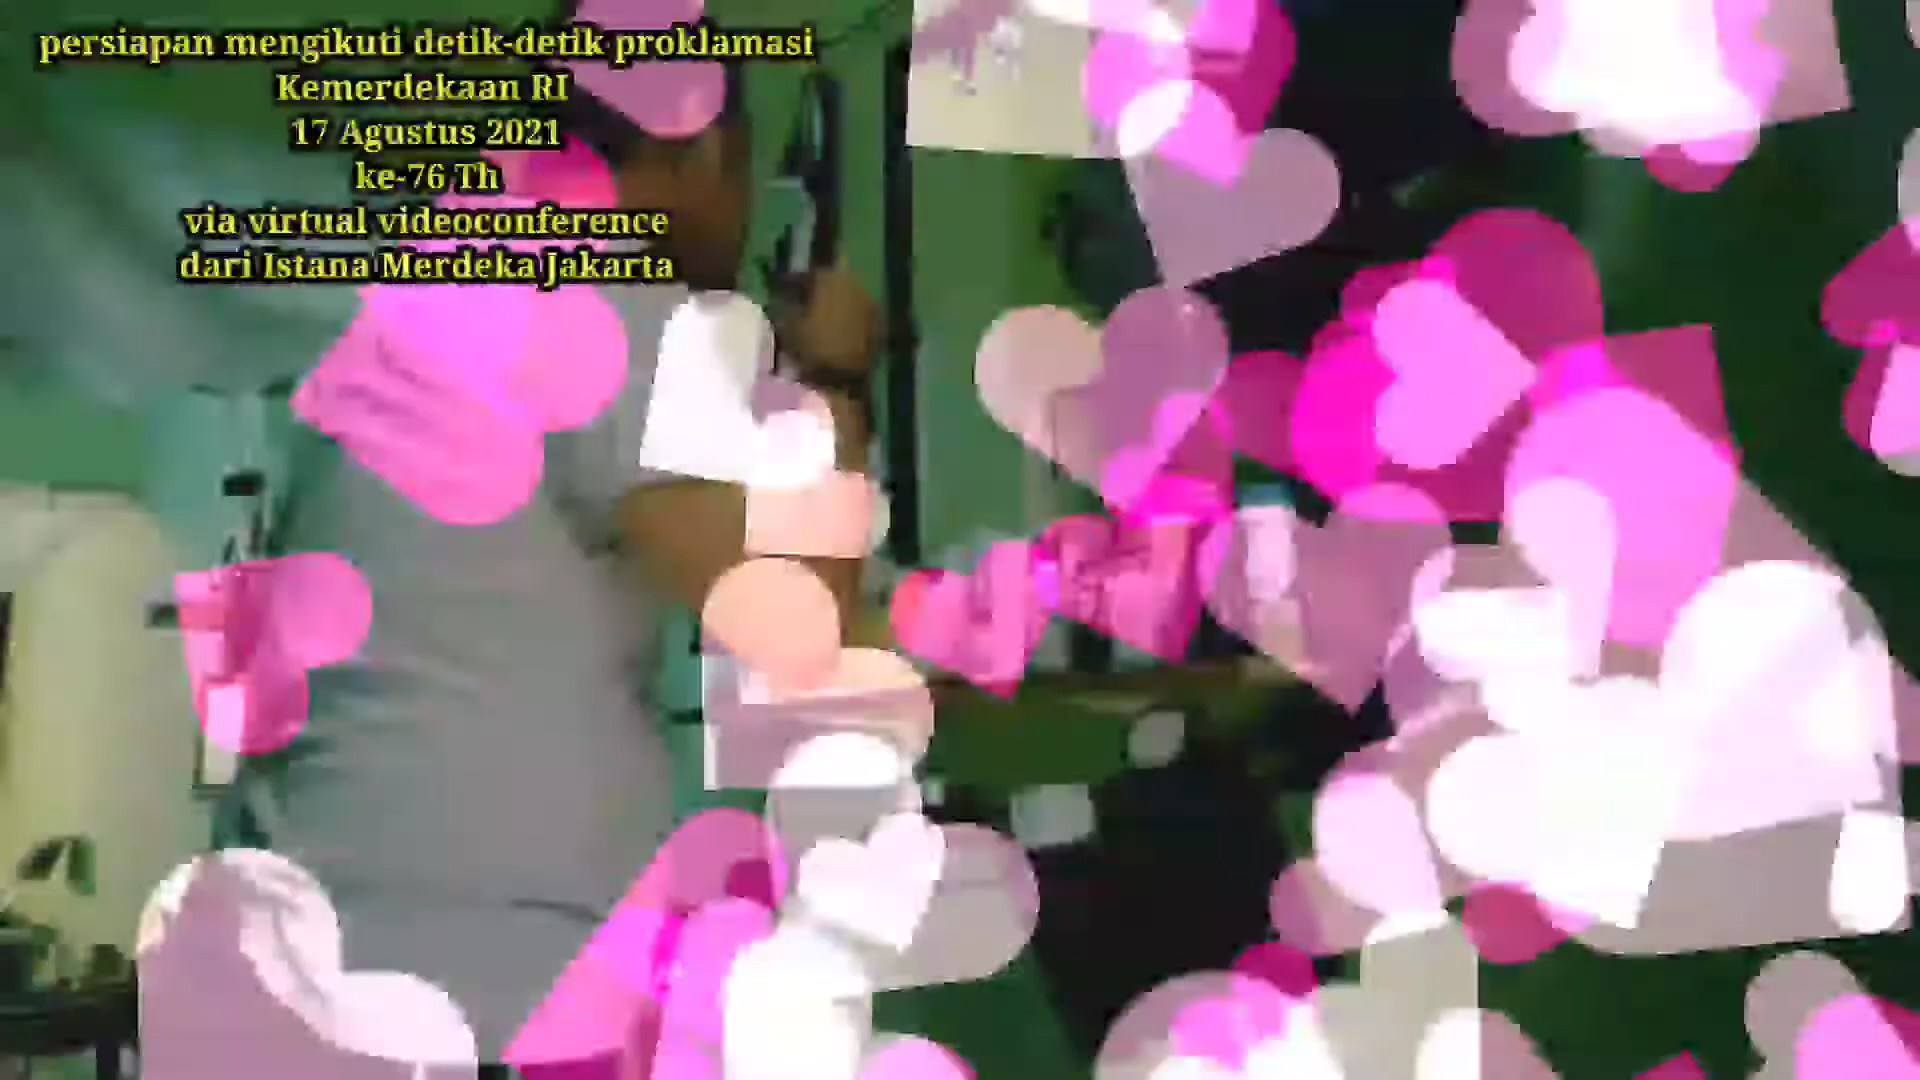 persiapan mengikuti detik-detik proklamasi
Kemerdekaan RI
17 Agustus 2021
ke-76 Th
via virtual videoconference
dari Istana Merdeka Jakarta